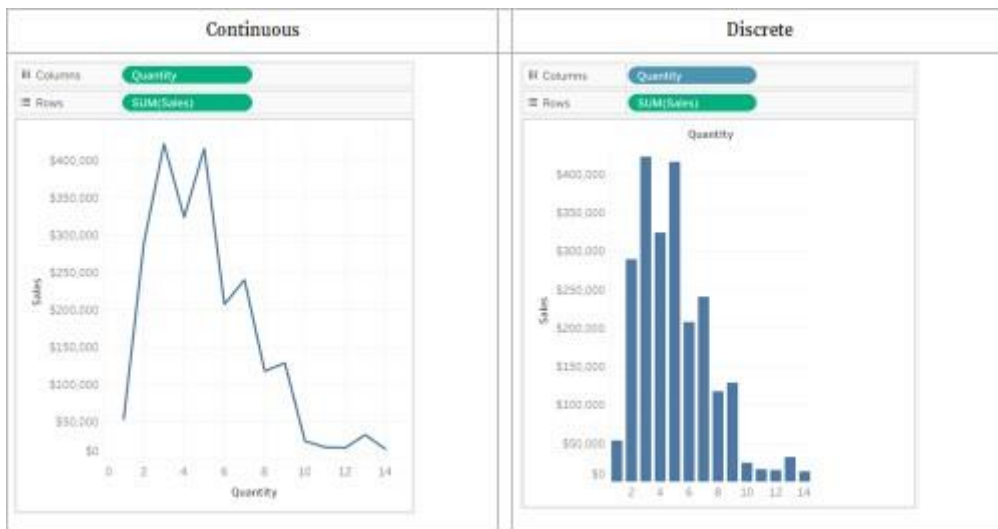 Continuous
Columns Quantity
Rows SUM(Sales)
$400,000
$350,000
$300,000
$250,000
$200,000
$150,000
$100,000
$50,000
$0
Sales
0 2 4 6 8 10 12 14
Quantity
Discrete
Columns Quantity
Rows SUM(Sales)
Quantity
$400,000
$350,000
$300,000
$250,000
$200,000
$150,000
$100,000
$50,000
$0
Sales
2 4 6 8 10 12 14